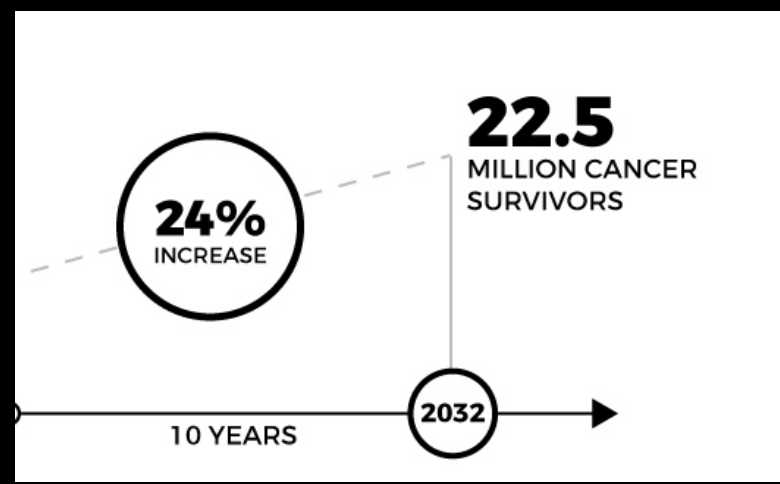 22.5
MILLION CANCER
SURVIVORS
24%
INCREASE
2032
10 YEARS